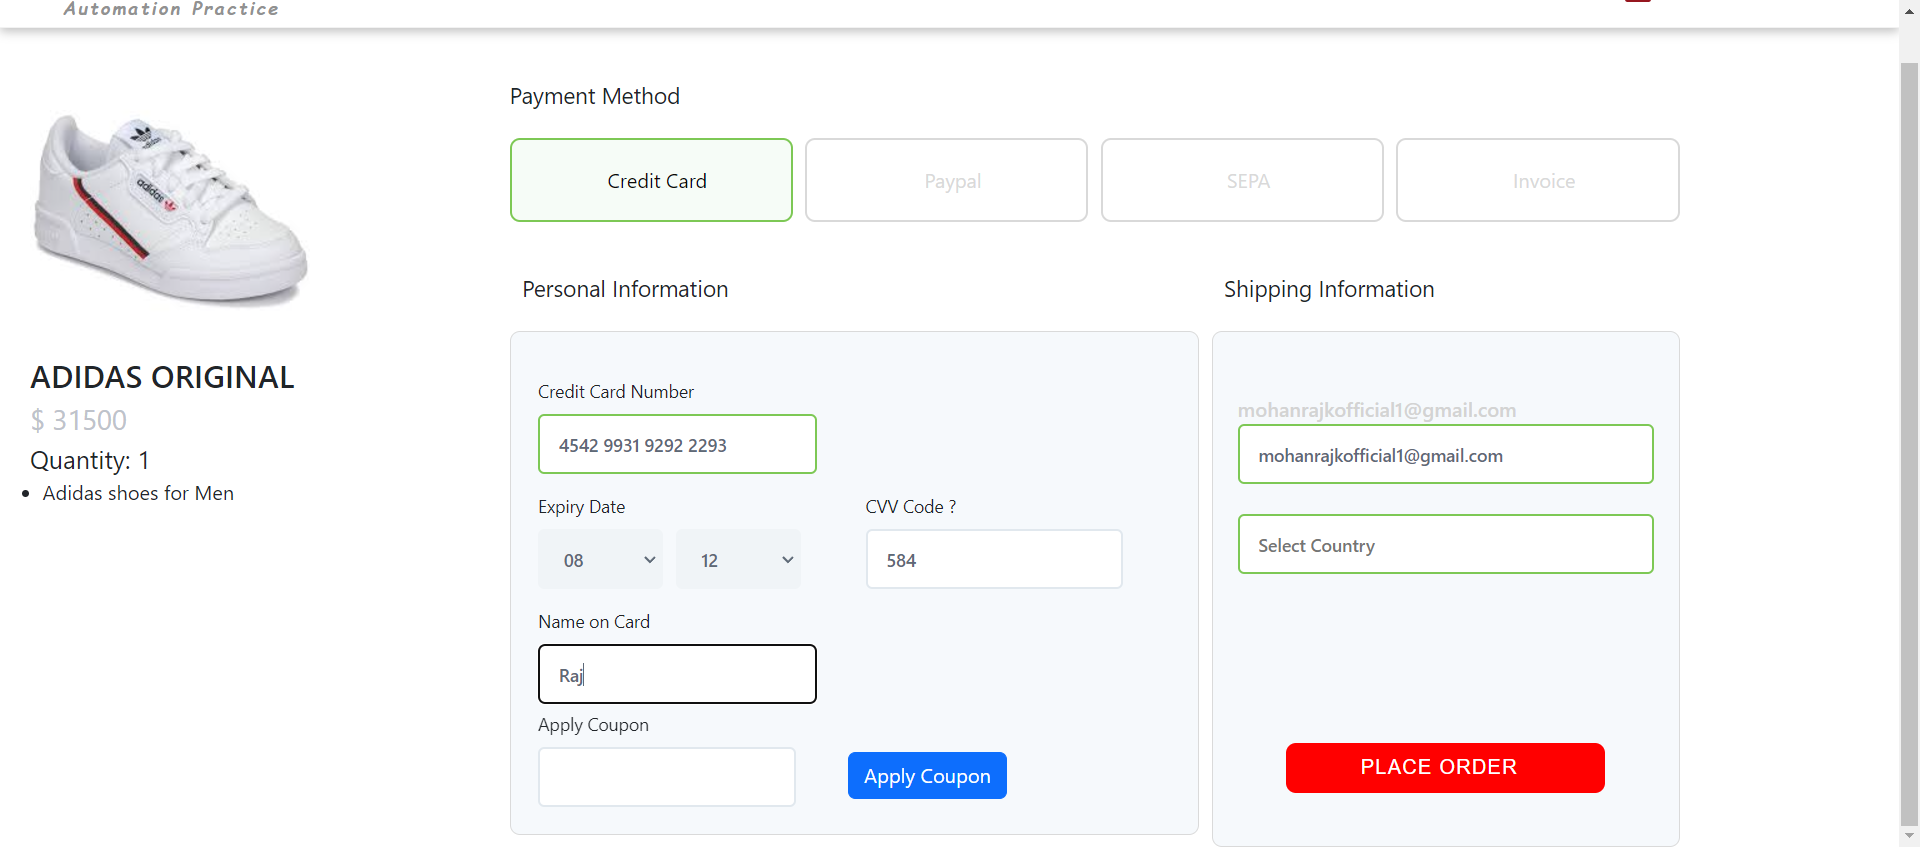 Automation Practice
adidas
adidas
ADIDAS ORIGINAL
$ 31500
Quantity: 1
Adidas shoes for Men
Payment Method
Credit Card
Paypal
SEPA
Invoice
Personal Information
Credit Card Number
4542 9931 9292 2293
Expiry Date
CVV Code ?
08
12
584
Name on Card
Raj
Apply Coupon
Apply Coupon
Shipping Information
mohanrajkofficial1@gmail.com
mohanrajkofficial1@gmail.com
Select Country
PLACE ORDER